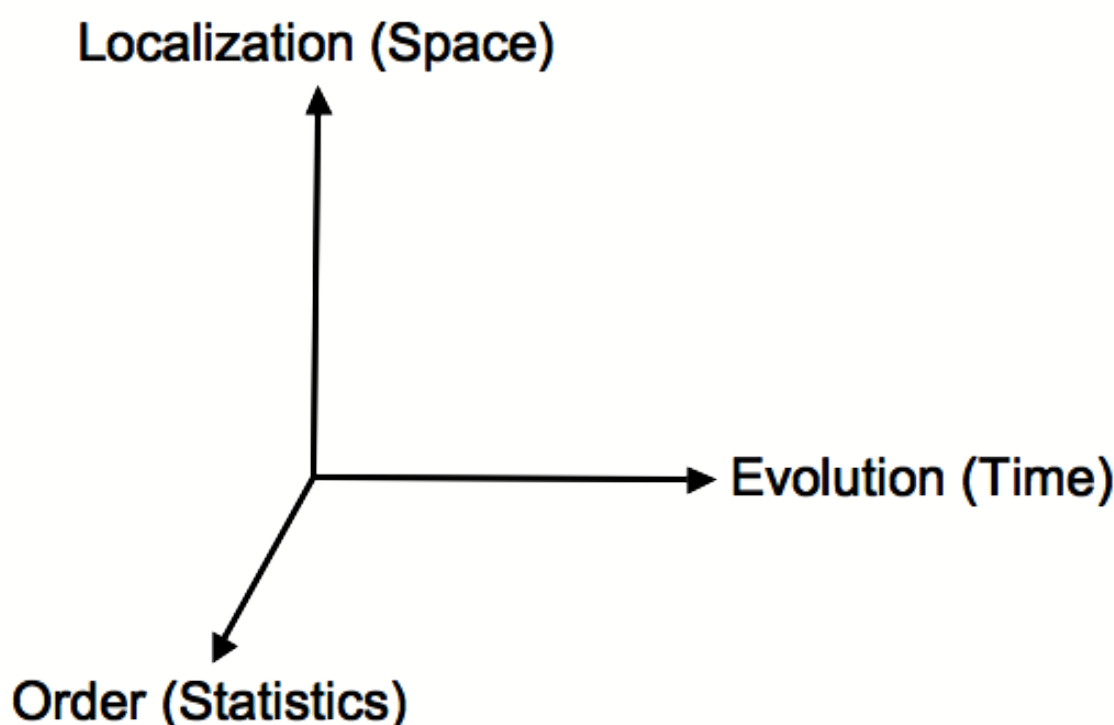 Localization (Space)
Evolution (Time)
Order (Statistics)